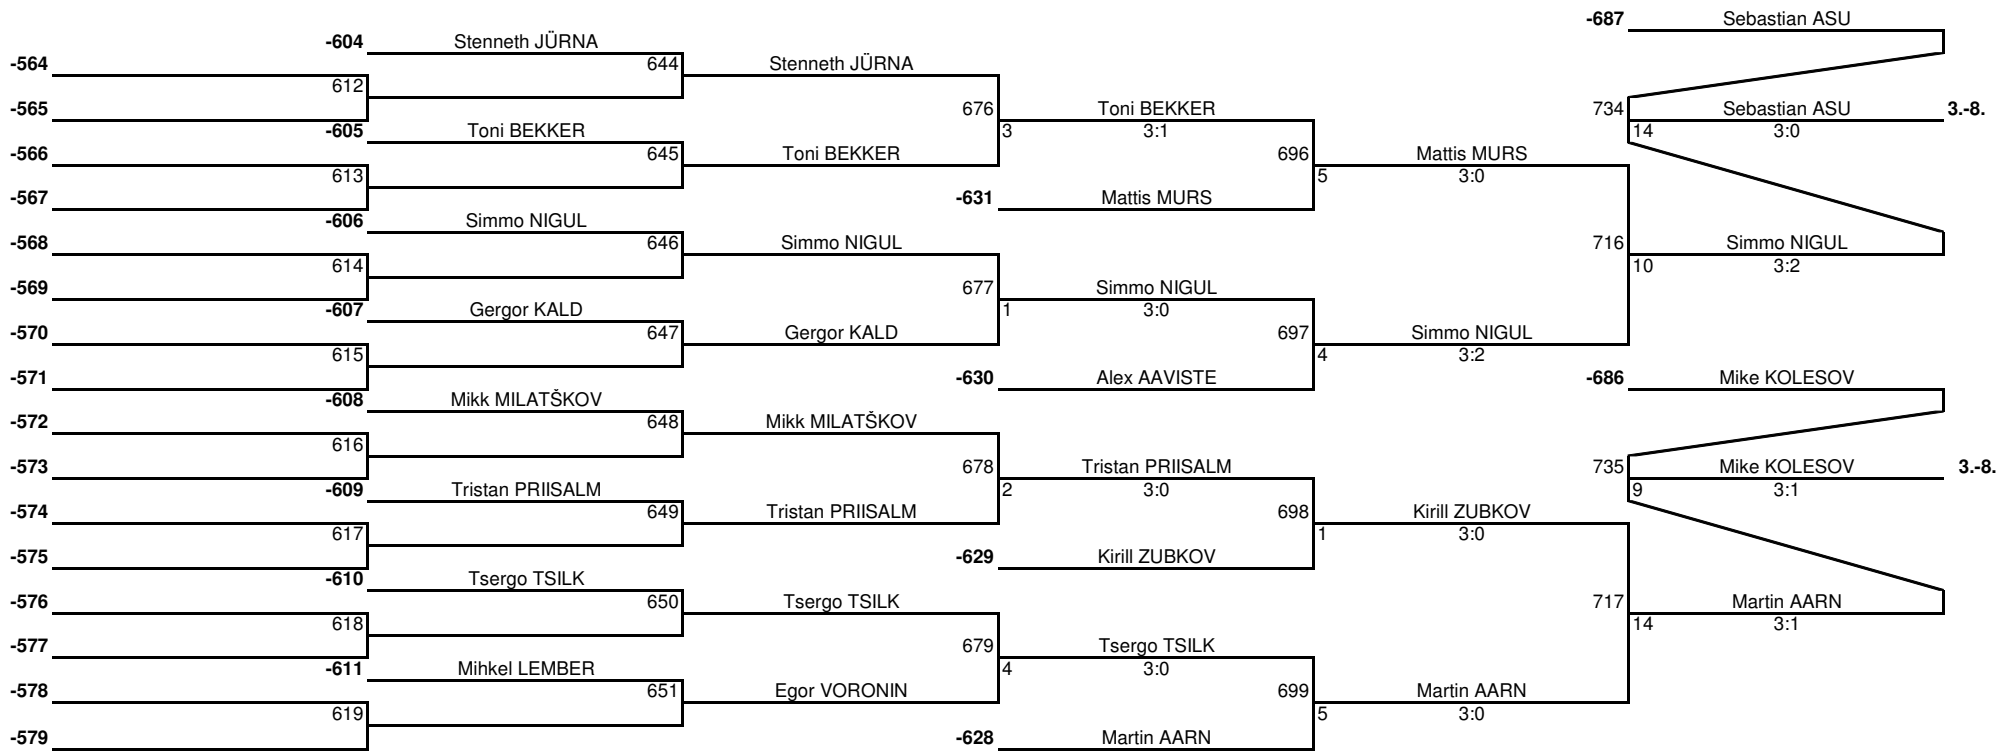 -687 Sebastian ASU
-604 Stenneth JÜRNA
-564 644 Stenneth JÜRNA
612
-565 676 Toni BEKKER 734 Sebastian ASU 3.-8.
-605 Toni BEKKER 3 3:1 14 3:0
-566 645 Toni BEKKER 696 Mattis MURS
613 5 3:0
-567 -631 Mattis MURS
-606 Simmo NIGUL
-568 646 Simmo NIGUL 716 Simmo NIGUL
614 10 3:2
-569 677 Simmo NIGUL
-607 Gergor KALD 1 3:0
-570 647 Gergor KALD 697 Simmo NIGUL
615 4 3:2
-571 -630 Alex AAVISTE -686 Mike KOLESOV
-608 Mikk MILATŠKOV
-572 648 Mikk MILATŠKOV
616
-573 678 Tristan PRIISALM 735 Mike KOLESOV 3.-8.
-609 Tristan PRIISALM 2 3:0 9 3:1
-574 649 Tristan PRIISALM 698 Kirill ZUBKOV
617 1 3:0
-575 -629 Kirill ZUBKOV
-610 Tsergo TSILK
-576 650 Tsergo TSILK 717 Martin AARN
618 14 3:1
-577 679 Tsergo TSILK
-611 Mihkel LEMBER 4 3:0
-578 651 Egor VORONIN 699 Martin AARN
619 5 3:0
-579 -628 Martin AARN